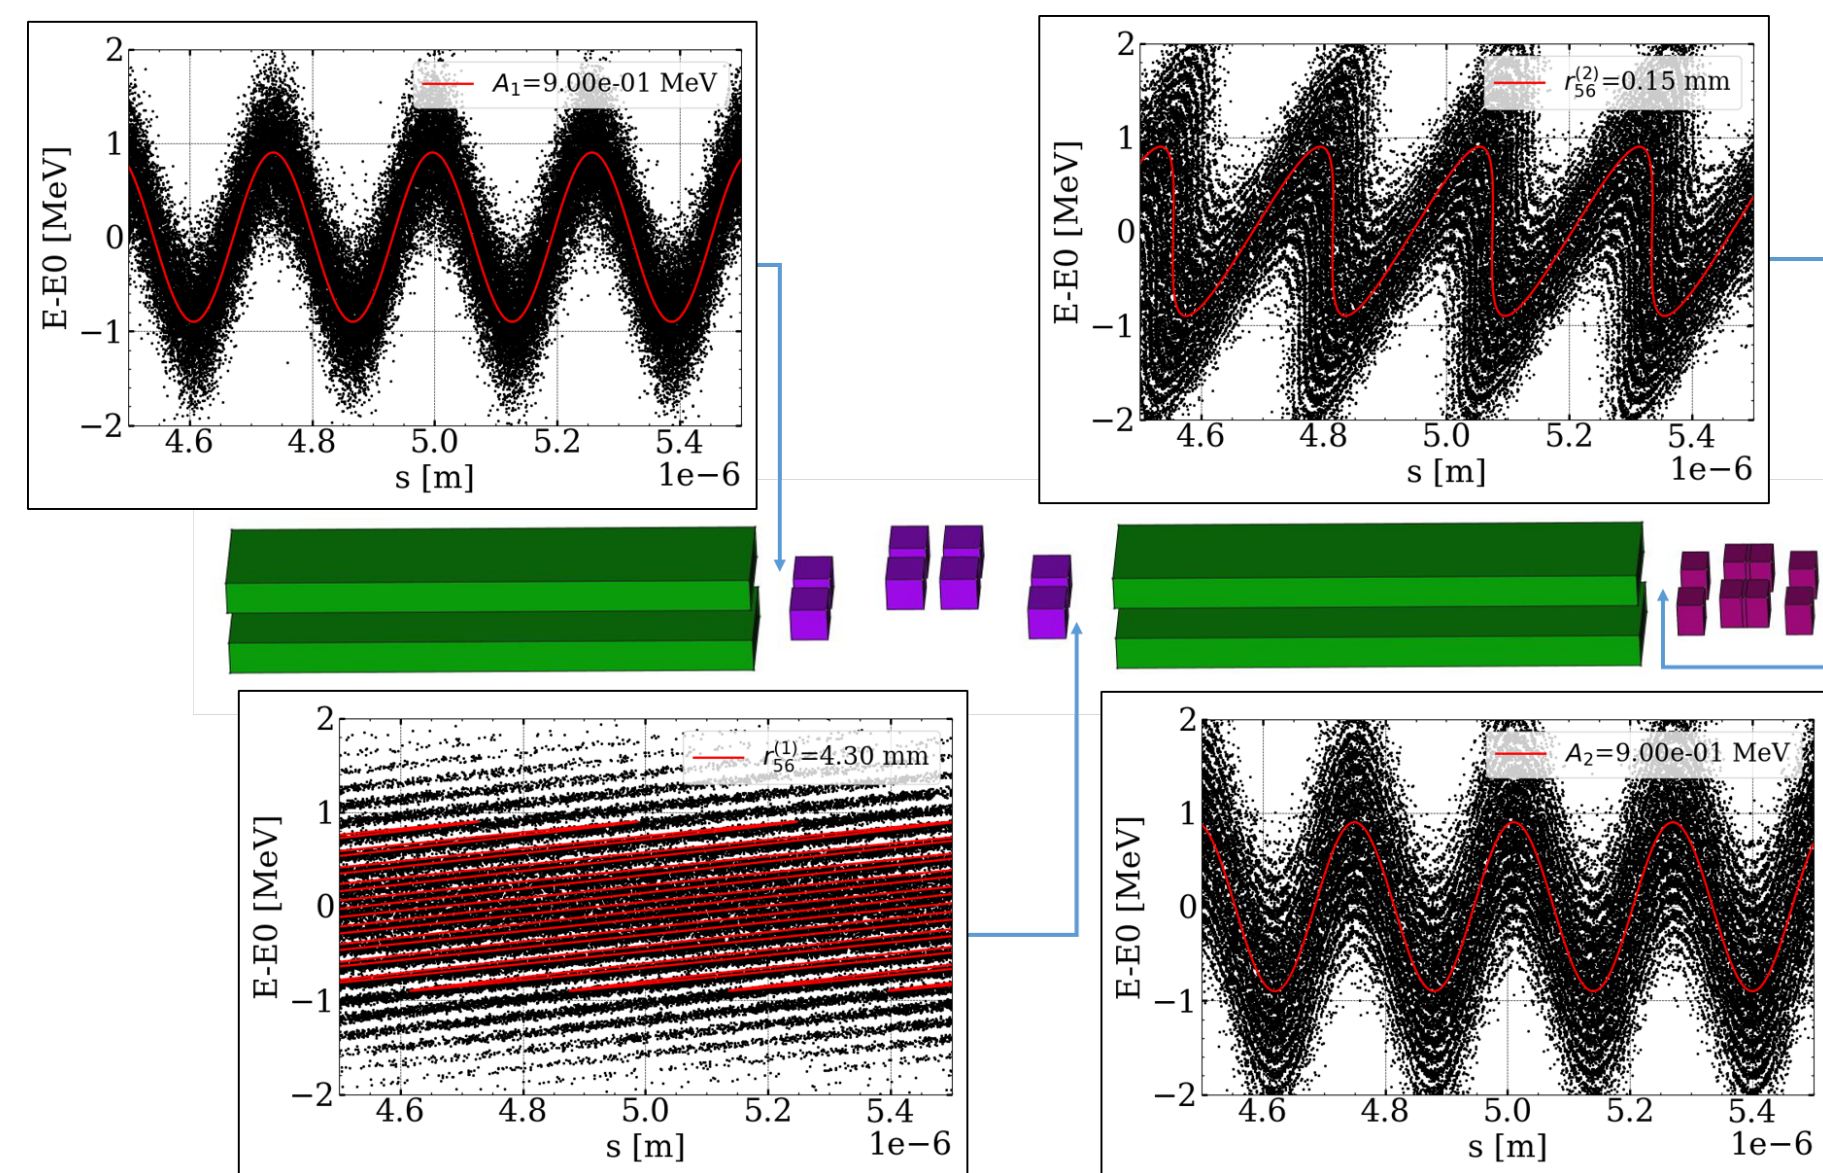 A₁=9.00e-01 MeV
E-E0 [MeV]
2
1
0
−1
−2
4.6 4.8 5.0 5.2 5.4
s [m]
1e−6
r₅₆⁽²⁾=0.15 mm
E-E0 [MeV]
2
1
0
−1
−2
4.6 4.8 5.0 5.2 5.4
s [m]
1e−6
r₅₆⁽¹⁾=4.30 mm
E-E0 [MeV]
2
1
0
−1
−2
4.6 4.8 5.0 5.2 5.4
s [m]
1e−6
A₂=9.00e-01 MeV
E-E0 [MeV]
2
1
0
−1
−2
4.6 4.8 5.0 5.2 5.4
s [m]
1e−6